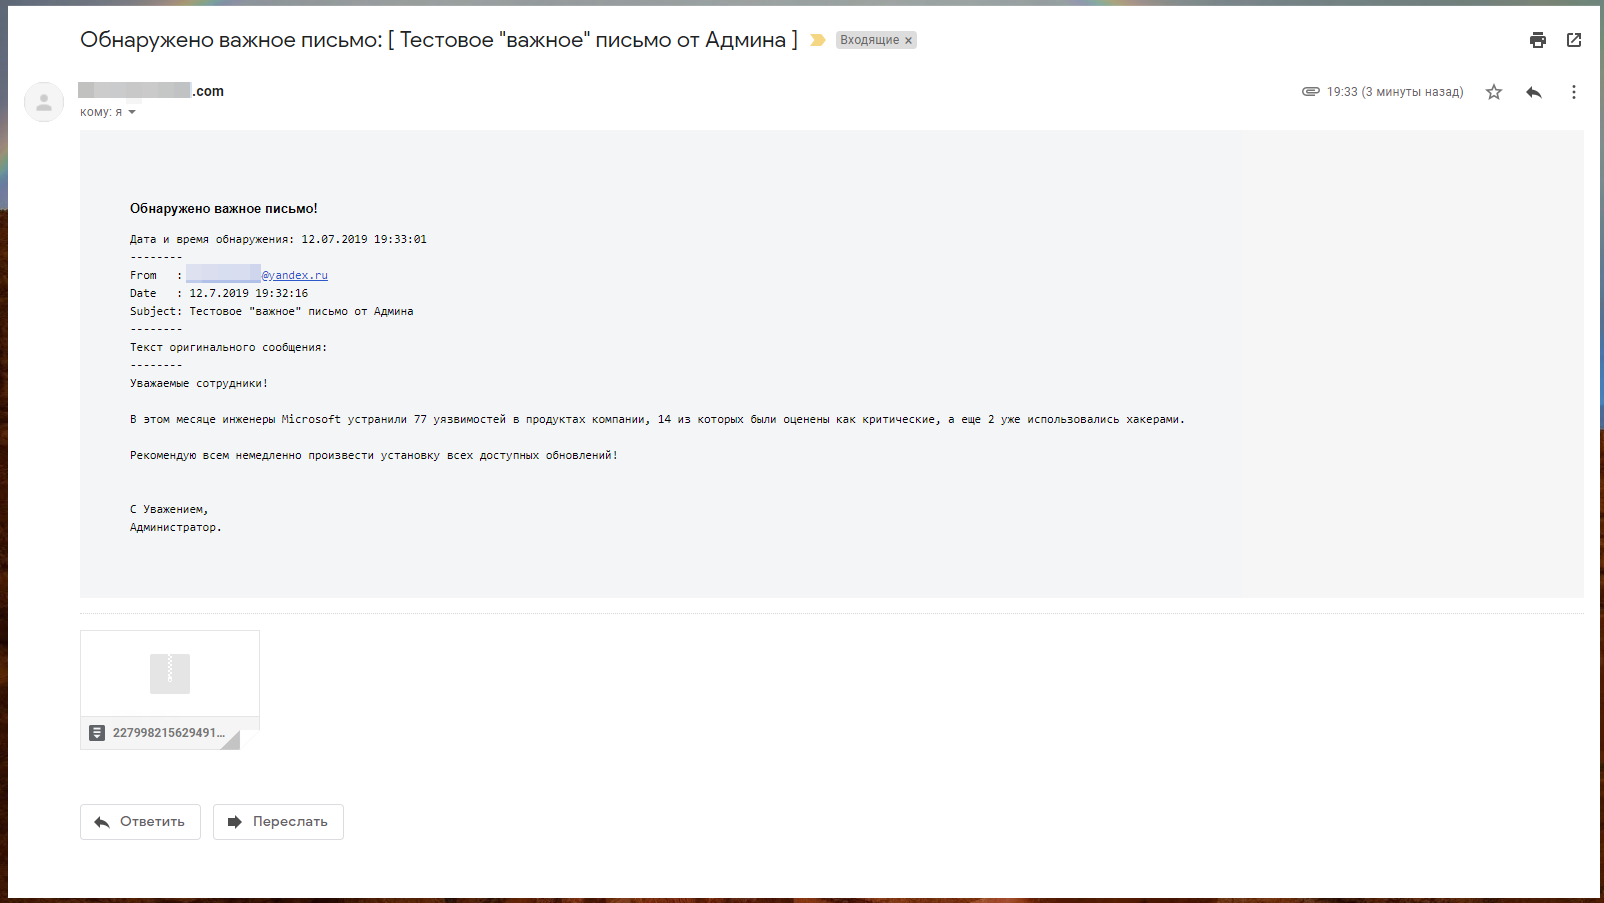 Обнаружено важное письмо: [ Тестовое "важное" письмо от Админа ] Входящие ×
.com
19:33 (3 минуты назад)
кому: я
Обнаружено важное письмо!
Дата и время обнаружения: 12.07.2019 19:33:01
--------
From   : @yandex.ru
Date   : 12.7.2019 19:32:16
Subject: Тестовое "важное" письмо от Админа
--------
Текст оригинального сообщения:
--------
Уважаемые сотрудники!
В этом месяце инженеры Microsoft устранили 77 уязвимостей в продуктах компании, 14 из которых были оценены как критические, а еще 2 уже использовались хакерами.
Рекомендую всем немедленно произвести установку всех доступных обновлений!
С Уважением,
Администратор.
227998215629491...
Ответить
Переслать